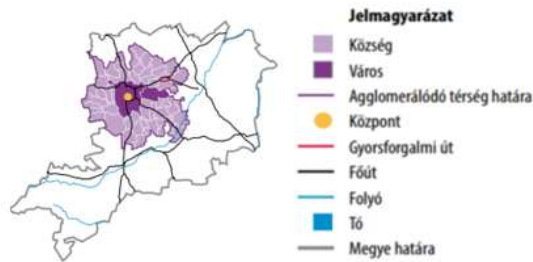 Jelmagyarázat
Község
Város
Agglomerálódó térség határa
Központ
Gyorsforgalmi út
Főút
Folyó
Tó
Megye határa